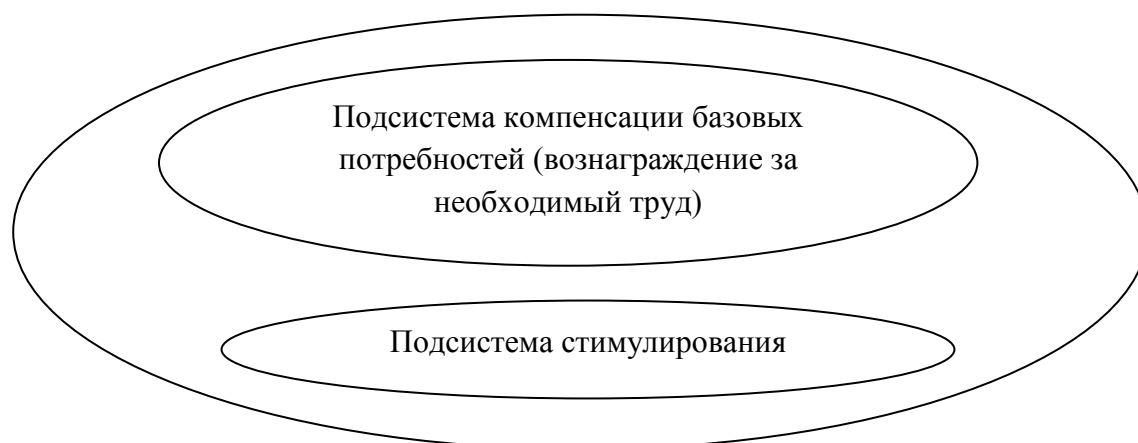 Подсистема компенсации базовых
потребностей (вознаграждение за
необходимый труд)
Подсистема стимулирования